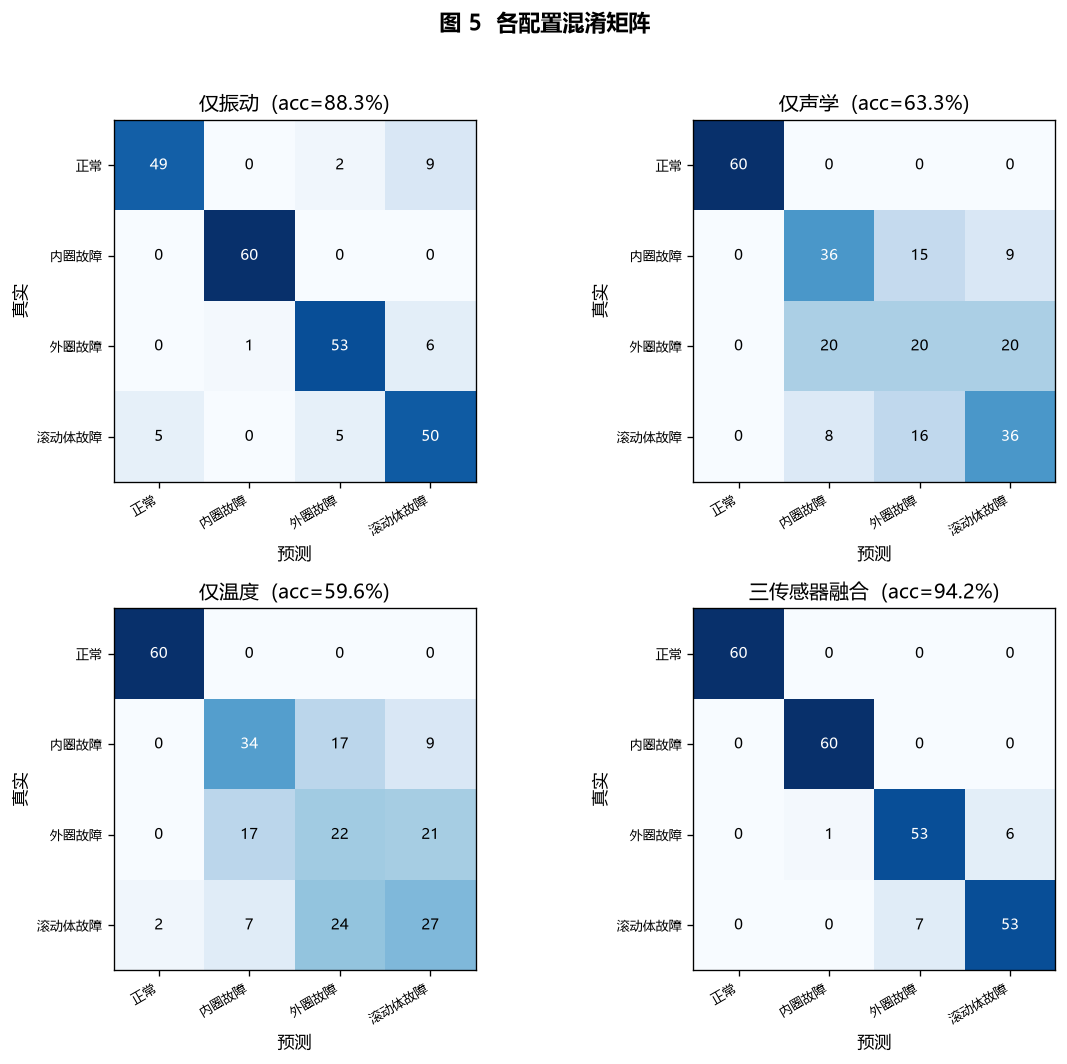 图 5 各配置混淆矩阵
仅振动 (acc=88.3%)
真实
正常 49 0 2 9
内圈故障 0 60 0 0
外圈故障 0 1 53 6
滚动体故障 5 0 5 50
正常 内圈故障 外圈故障 滚动体故障
预测
仅声学 (acc=63.3%)
真实
正常 60 0 0 0
内圈故障 0 36 15 9
外圈故障 0 20 20 20
滚动体故障 0 8 16 36
正常 内圈故障 外圈故障 滚动体故障
预测
仅温度 (acc=59.6%)
真实
正常 60 0 0 0
内圈故障 0 34 17 9
外圈故障 0 17 22 21
滚动体故障 2 7 24 27
正常 内圈故障 外圈故障 滚动体故障
预测
三传感器融合 (acc=94.2%)
真实
正常 60 0 0 0
内圈故障 0 60 0 0
外圈故障 0 1 53 6
滚动体故障 0 0 7 53
正常 内圈故障 外圈故障 滚动体故障
预测